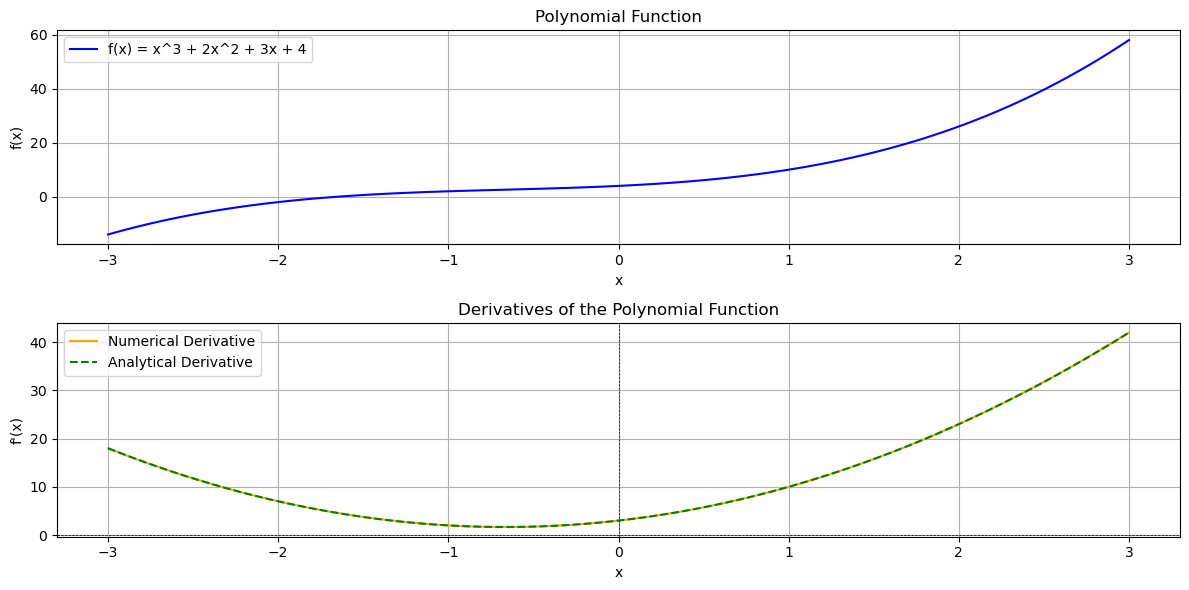 Polynomial Function
f(x) = x^3 + 2x^2 + 3x + 4
f(x)
60
40
20
0
−3 −2 −1 0 1 2 3
x
Derivatives of the Polynomial Function
Numerical Derivative
Analytical Derivative
f'(x)
40
30
20
10
0
−3 −2 −1 0 1 2 3
x